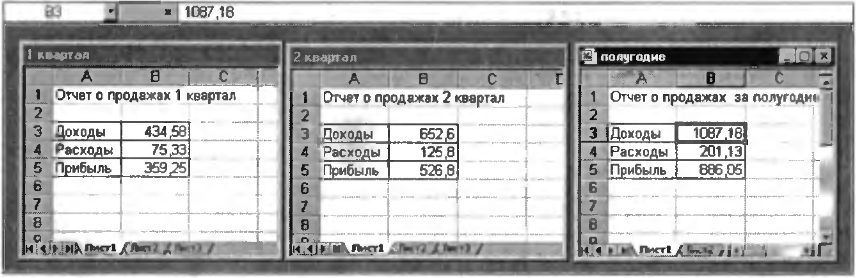 B3 = 1087,18
1 квартал
A B C
1 Отчет о продажах 1 квартал
2
3 Доходы 434,58
4 Расходы 75,33
5 Прибыль 359,25
6
7
8
Лист1 Лист2 Лист3
2 квартал
A B C
1 Отчет о продажах 2 квартал
2
3 Доходы 652,6
4 Расходы 125,8
5 Прибыль 526,8
6
7
8
Лист1 Лист2 Лист3
полугодие
A B C
1 Отчет о продажах за полугодие
2
3 Доходы 1087,18
4 Расходы 201,13
5 Прибыль 886,05
6
7
8
Лист1 Лист2